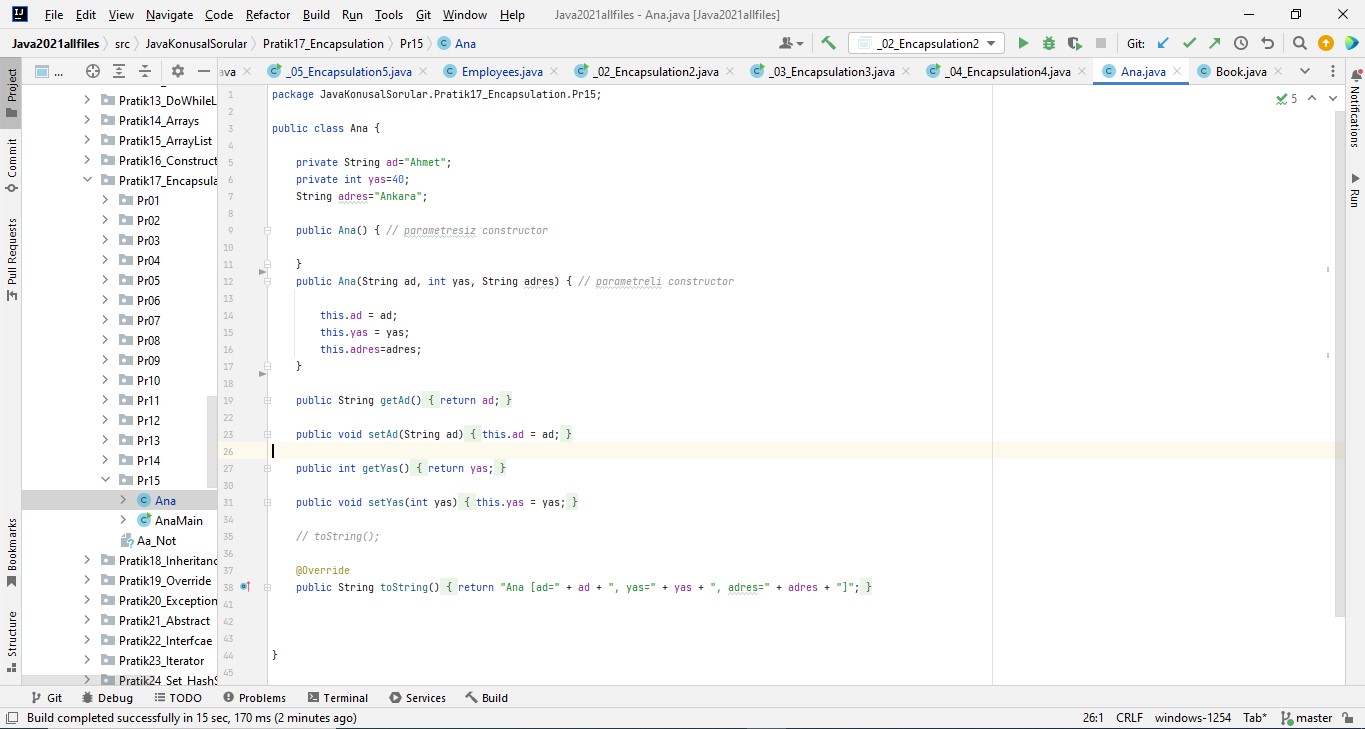 File Edit View Navigate Code Refactor Build Run Tools Git Window Help Java2021allfiles - Ana.java [Java2021allfiles]
Java2021allfiles src JavaKonusalSorular Pratik17_Encapsulation Pr15 Ana _02_Encapsulation2 Git:
... ava _05_Encapsulation5.java Employees.java _02_Encapsulation2.java _03_Encapsulation3.java _04_Encapsulation4.java Ana.java Book.java
Project
Commit
Pull Requests
Bookmarks
Structure
Pratik13_DoWhileL
Pratik14_Arrays
Pratik15_ArrayList
Pratik16_Construct
Pratik17_Encapsula
Pr01
Pr02
Pr03
Pr04
Pr05
Pr06
Pr07
Pr08
Pr09
Pr10
Pr11
Pr12
Pr13
Pr14
Pr15
Ana
AnaMain
Aa_Not
Pratik18_Inheritanc
Pratik19_Override
Pratik20_Exception
Pratik21_Abstract
Pratik22_Interfcae
Pratik23_Iterator
Pratik24_Set_HashS
1 package JavaKonusalSorular.Pratik17_Encapsulation.Pr15;
2
3 public class Ana {
4
5 private String ad="Ahmet";
6 private int yas=40;
7 String adres="Ankara";
8
9 public Ana() { // parametresiz constructor
10
11 }
12 public Ana(String ad, int yas, String adres) { // parametreli constructor
13
14 this.ad = ad;
15 this.yas = yas;
16 this.adres=adres;
17 }
18
19 public String getAd() { return ad; }
22
23 public void setAd(String ad) { this.ad = ad; }
26
27 public int getYas() { return yas; }
30
31 public void setYas(int yas) { this.yas = yas; }
34
35 // toString();
36
37 @Override
38 public String toString() { return "Ana [ad=" + ad + ", yas=" + yas + ", adres=" + adres + "]"; }
41
42
43
44 }
45
5
Notifications
Run
Git Debug TODO Problems Terminal Services Build
Build completed successfully in 15 sec, 170 ms (2 minutes ago) 26:1 CRLF windows-1254 Tab* master